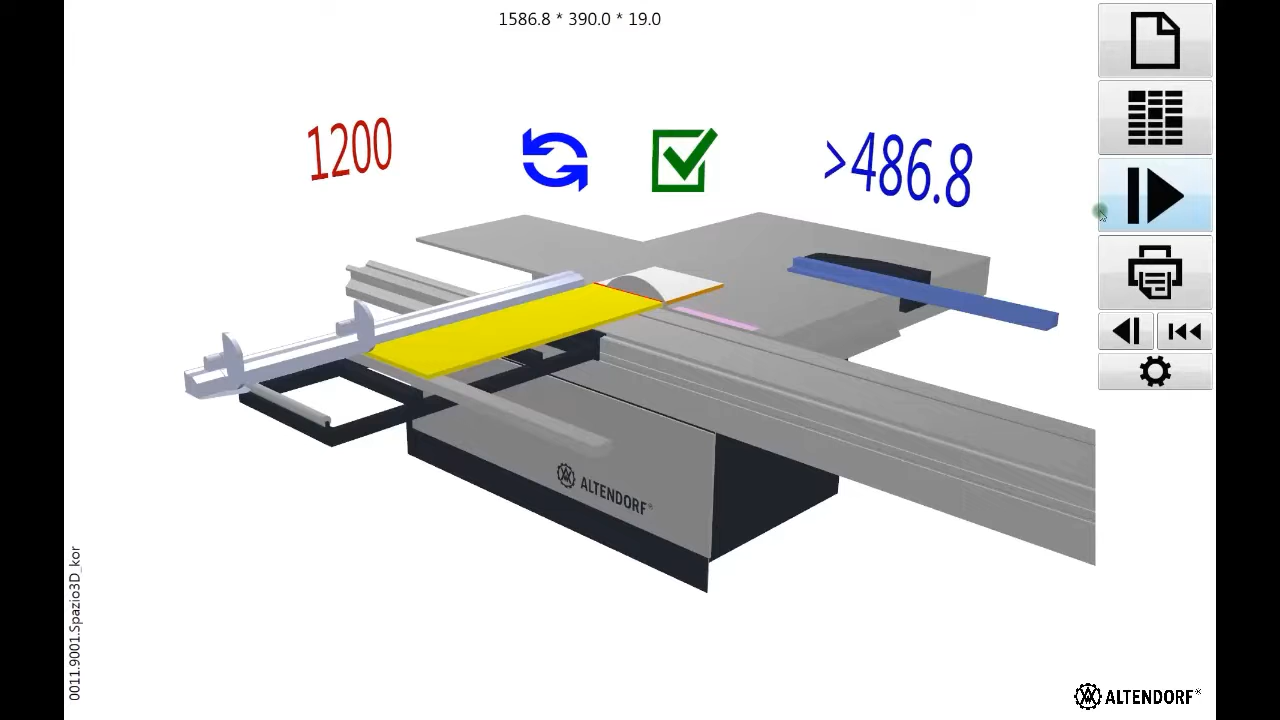 1586.8 * 390.0 * 19.0
1200
>486.8
ALTENDORF®
0011.9001.Spazio3D_kor
ALTENDORF®